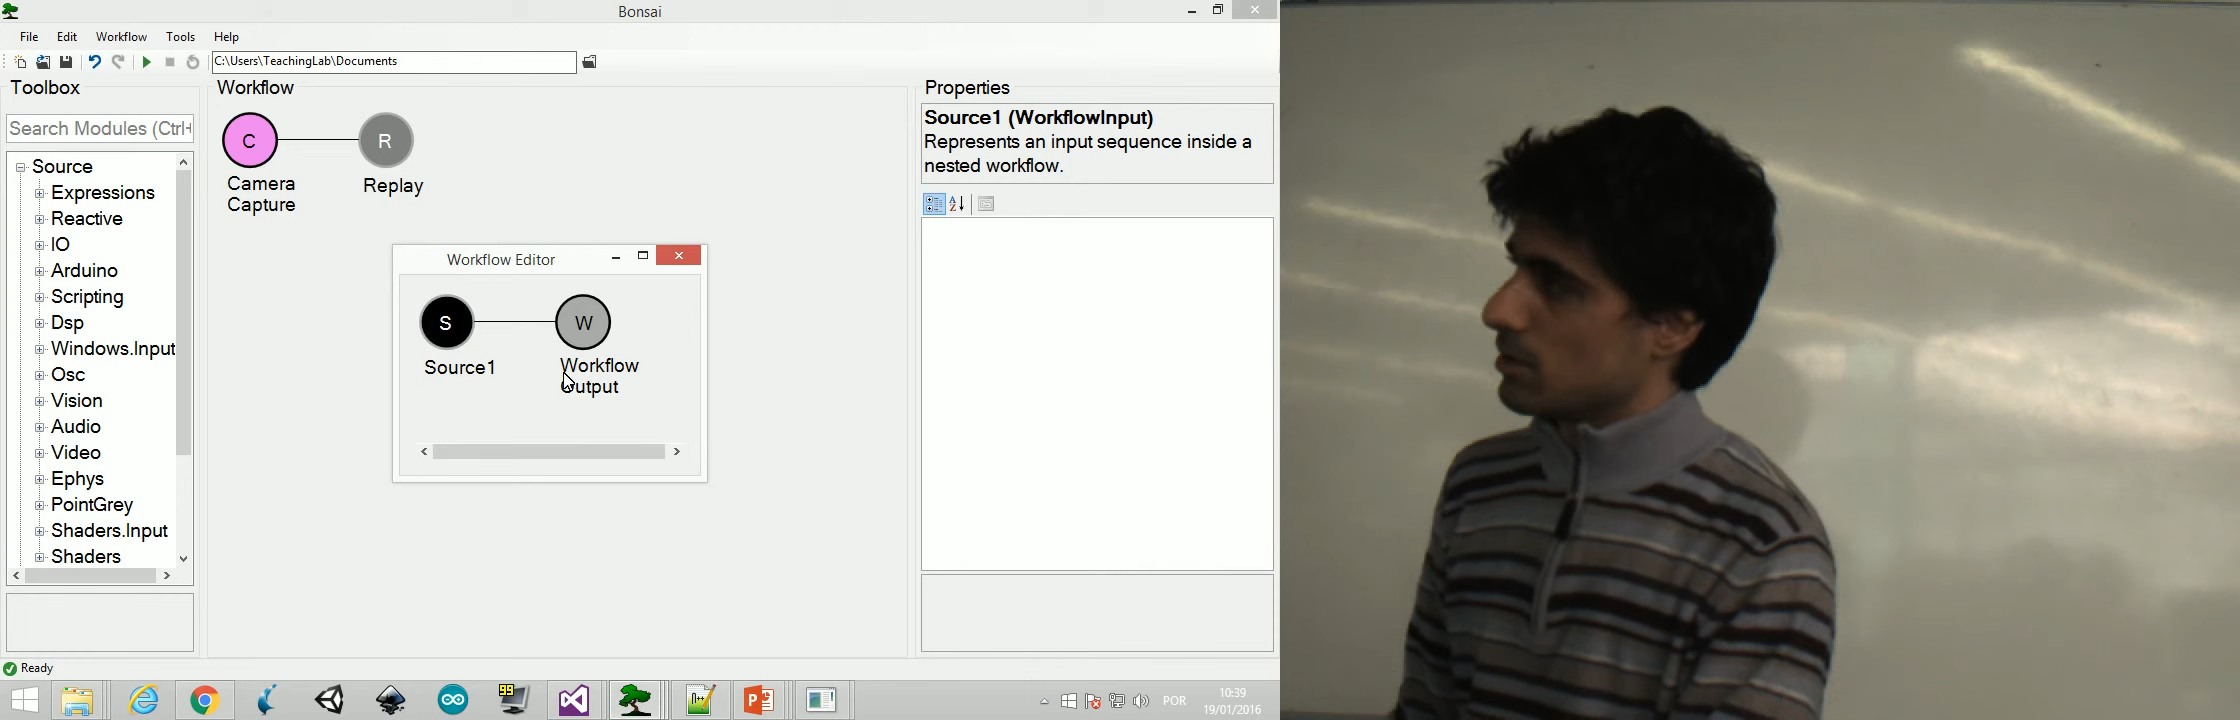 Bonsai
File Edit Workflow Tools Help
C:\Users\TeachingLab\Documents
Toolbox
Search Modules (Ctrl+
Source
Expressions
Reactive
IO
Arduino
Scripting
Dsp
Windows.Input
Osc
Vision
Audio
Video
Ephys
PointGrey
Shaders.Input
Shaders
Workflow
C
R
Camera
Capture
Replay
Workflow Editor
S
W
Source1
Workflow
Output
Properties
Source1 (WorkflowInput)
Represents an input sequence inside a
nested workflow.
Ready
99
POR
10:39
19/01/2016